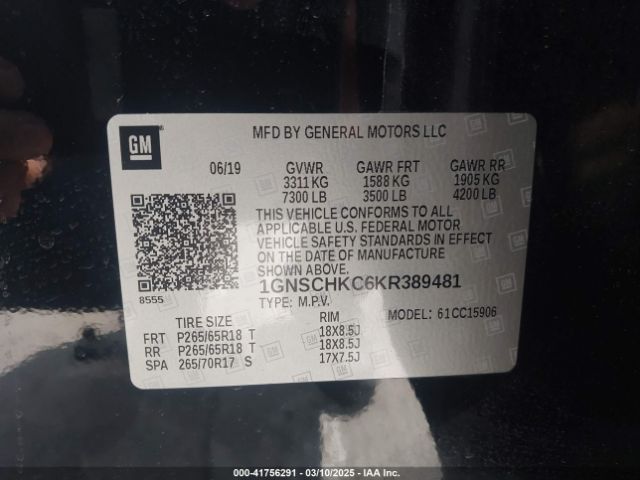 GM
MFD BY GENERAL MOTORS LLC
06/19 GVWR GAWR FRT GAWR RR
3311 KG 1588 KG 1905 KG
7300 LB 3500 LB 4200 LB
THIS VEHICLE CONFORMS TO ALL
APPLICABLE U.S. FEDERAL MOTOR
VEHICLE SAFETY STANDARDS IN EFFECT
ON THE DATE OF MANUFACTURE
SHOWN ABOVE.
8555
1GNSCHKC6KR389481
TYPE: M.P.V.
MODEL: 61CC15906
TIRE SIZE RIM
FRT P265/65R18 T 18X8.5J
RR P265/65R18 T 18X8.5J
SPA 265/70R17 S 17X7.5J
000-41756291 - 03/10/2025 - IAA Inc.